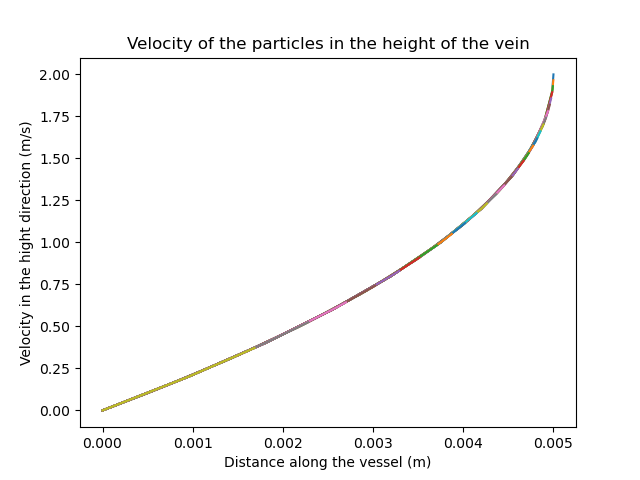 Velocity of the particles in the height of the vein
Velocity in the hight direction (m/s)
2.00
1.75
1.50
1.25
1.00
0.75
0.50
0.25
0.00
0.000 0.001 0.002 0.003 0.004 0.005
Distance along the vessel (m)